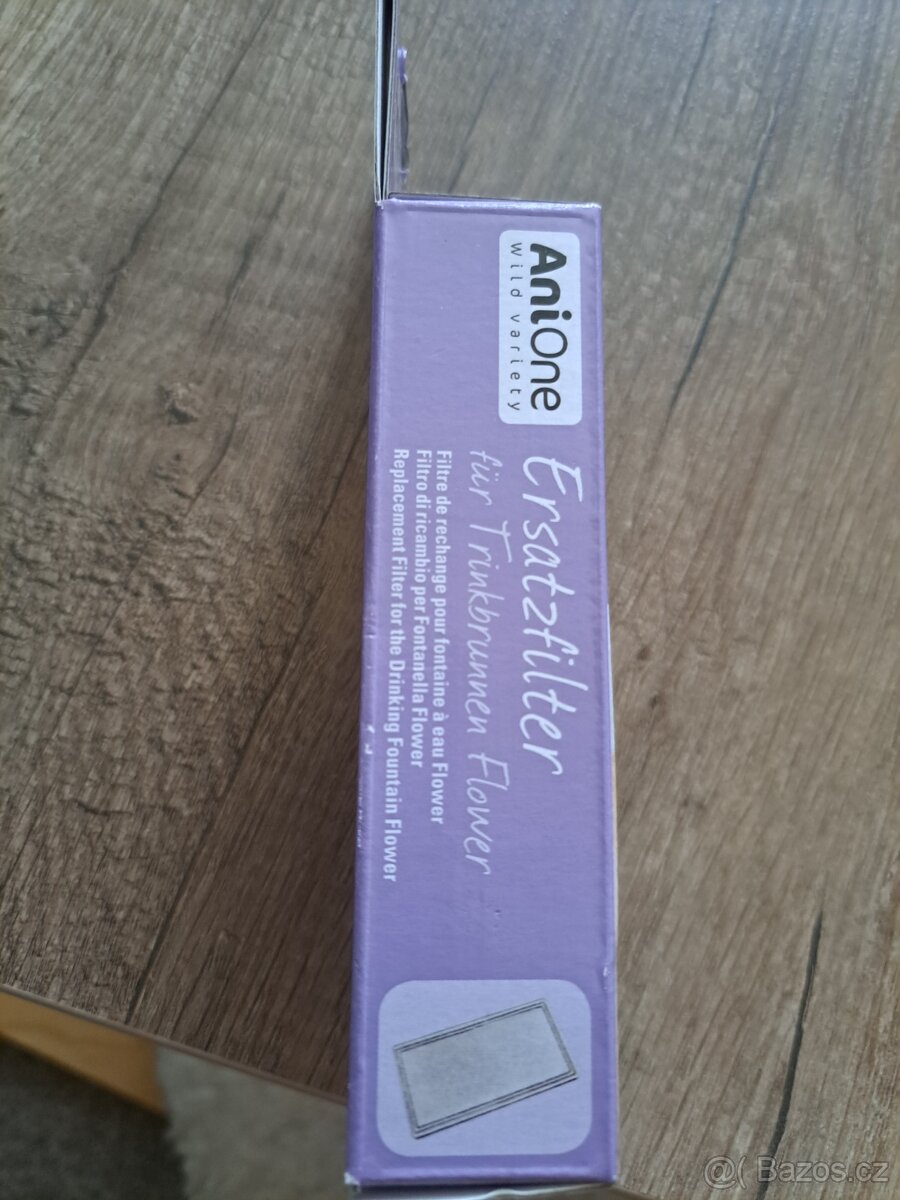 AniOne
Wild variety
Ersatzfilter
für Trinkbrunnen Flower
Filtre de rechange pour fontaine à eau Flower
Filtro di ricambio per Fontanella Flower
Replacement Filter for the Drinking Fountain Flower
@( Bazos.cz